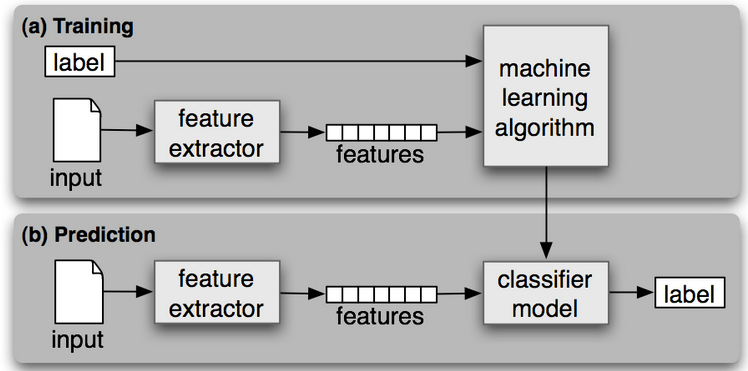 (a) Training
label
machine
learning
algorithm
feature
extractor
features
input
(b) Prediction
feature
extractor
features
input
classifier
model
label